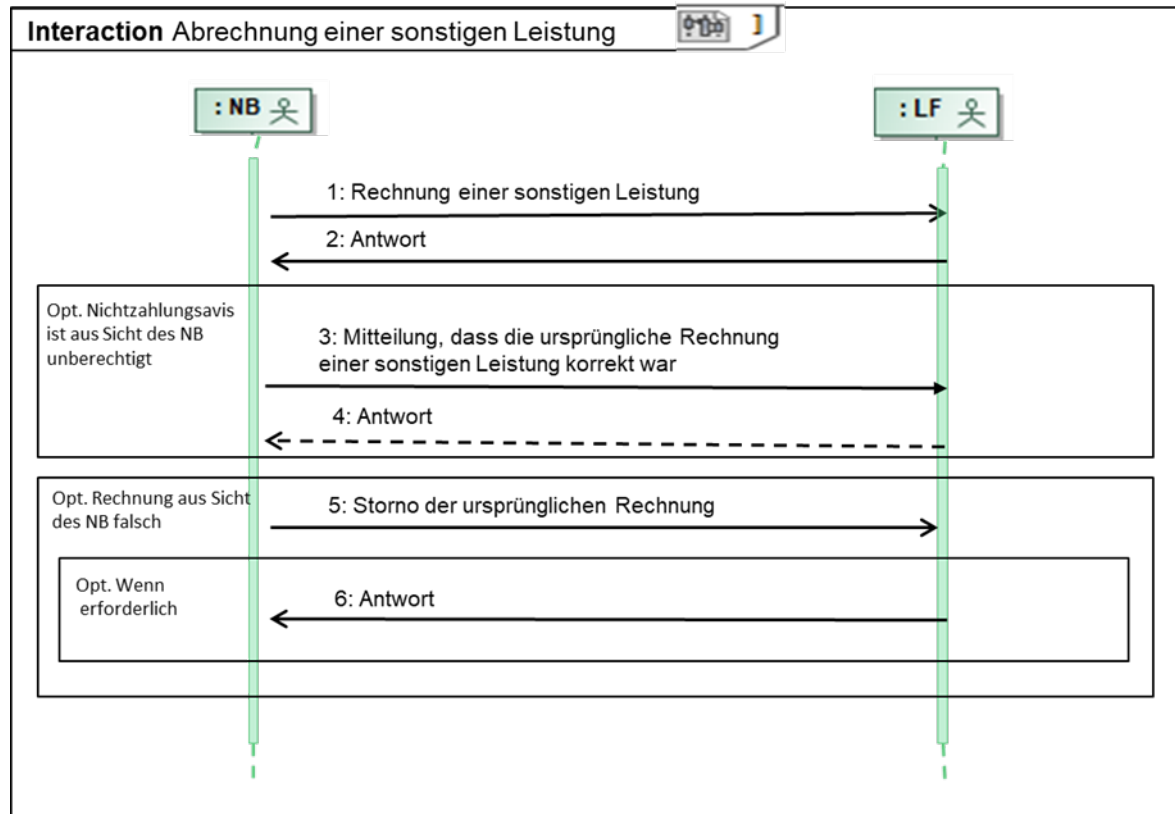 Interaction Abrechnung einer sonstigen Leistung
: NB
: LF
1: Rechnung einer sonstigen Leistung
2: Antwort
Opt. Nichtzahlungsavis
ist aus Sicht des NB
unberechtigt
3: Mitteilung, dass die ursprüngliche Rechnung
einer sonstigen Leistung korrekt war
4: Antwort
Opt. Rechnung aus Sicht
des NB falsch
5: Storno der ursprünglichen Rechnung
Opt. Wenn
erforderlich
6: Antwort